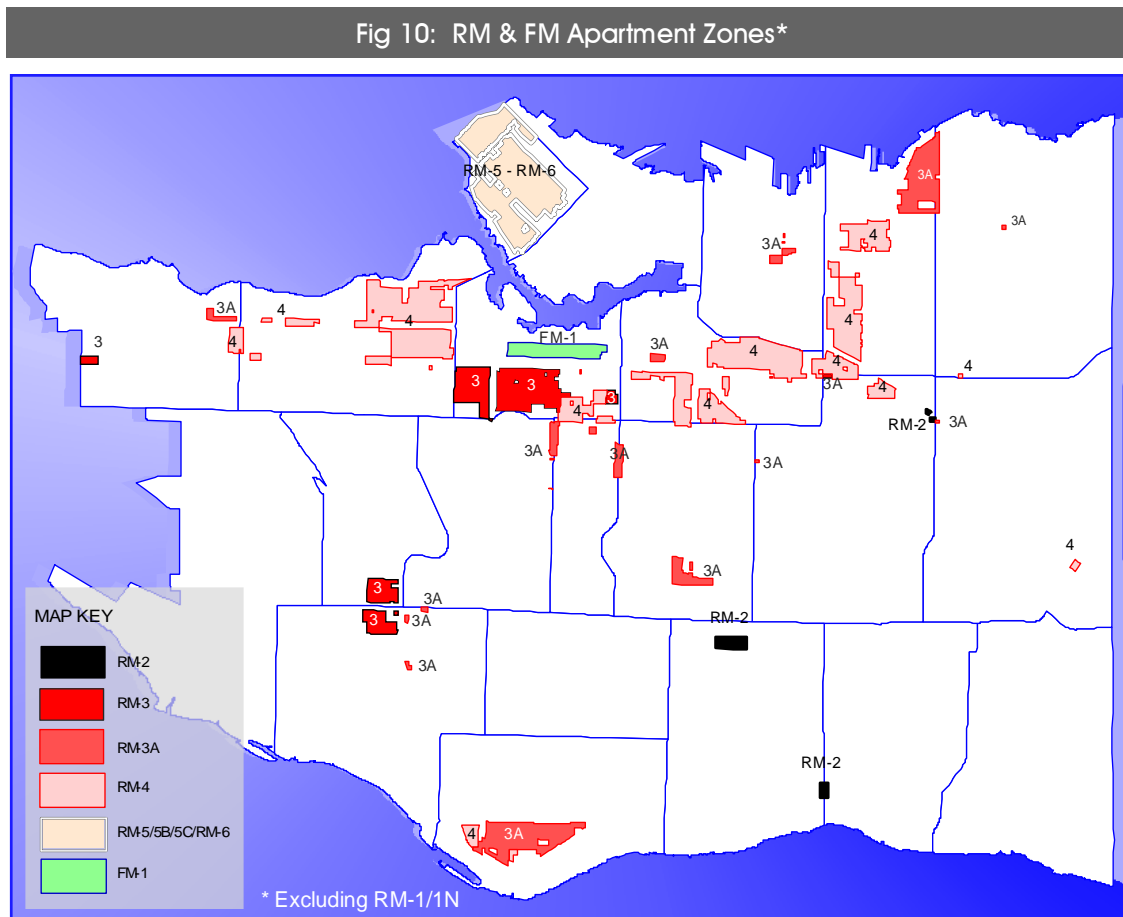 Fig 10: RM & FM Apartment Zones*
RM-5 - RM-6
3A
3A
3A
4
4
3A
4
4
3
4
FM-1
3A
4
4
4
3A
4
3
3
3
4
4
RM-2
3A
3A
3A
3A
4
3A
3
3A
3
3A
RM-2
3A
RM-2
4
3A
MAP KEY
RM-2
RM-3
RM-3A
RM-4
RM-5/5B/5C/RM-6
FM-1
* Excluding RM-1/1N